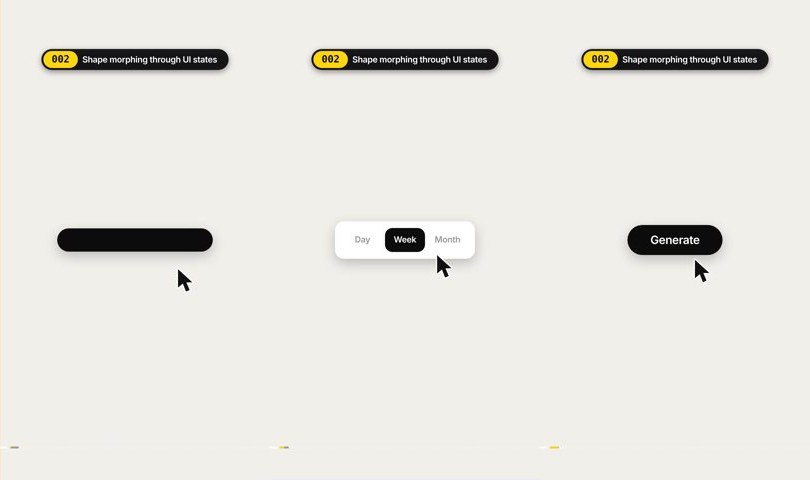 002 Shape morphing through UI states
002 Shape morphing through UI states
002 Shape morphing through UI states
Day Week Month
Generate